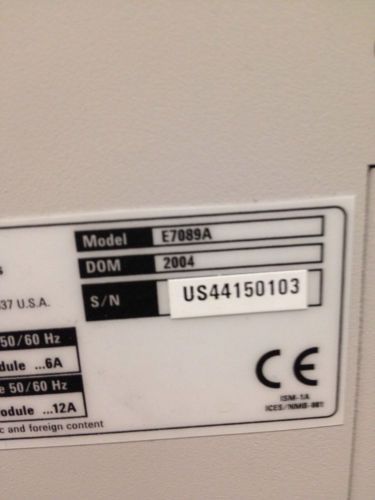 Model E7089A
DOM 2004
S/N US44150103
37 U.S.A.
50/60 Hz
dule ...6A
e 50/60 Hz
odule ...12A
c and foreign content
CE
ISM-1A
ICES/NMB-001